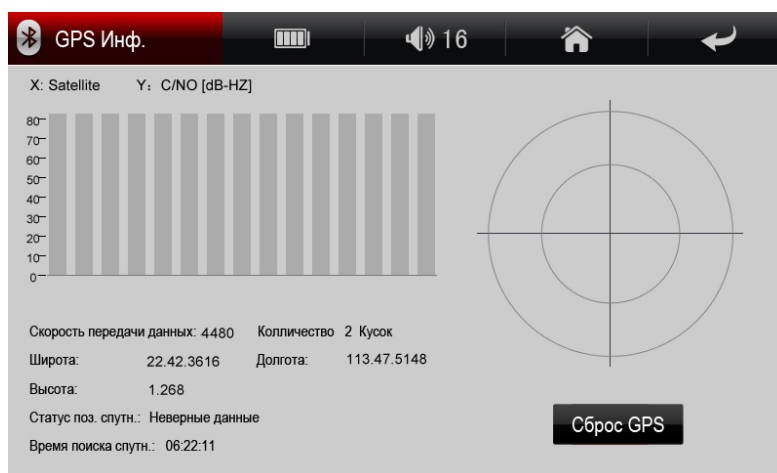 GPS Инф.
16
X: Satellite Y: C/NO [dB-HZ]
80
70
60
50
40
30
20
10
0
Скорость передачи данных: 4480 Колличество 2 Кусок
Широта: 22.42.3616 Долгота: 113.47.5148
Высота: 1.268
Статус поз. спутн.: Неверные данные
Время поиска спутн.: 06:22:11
Сброс GPS